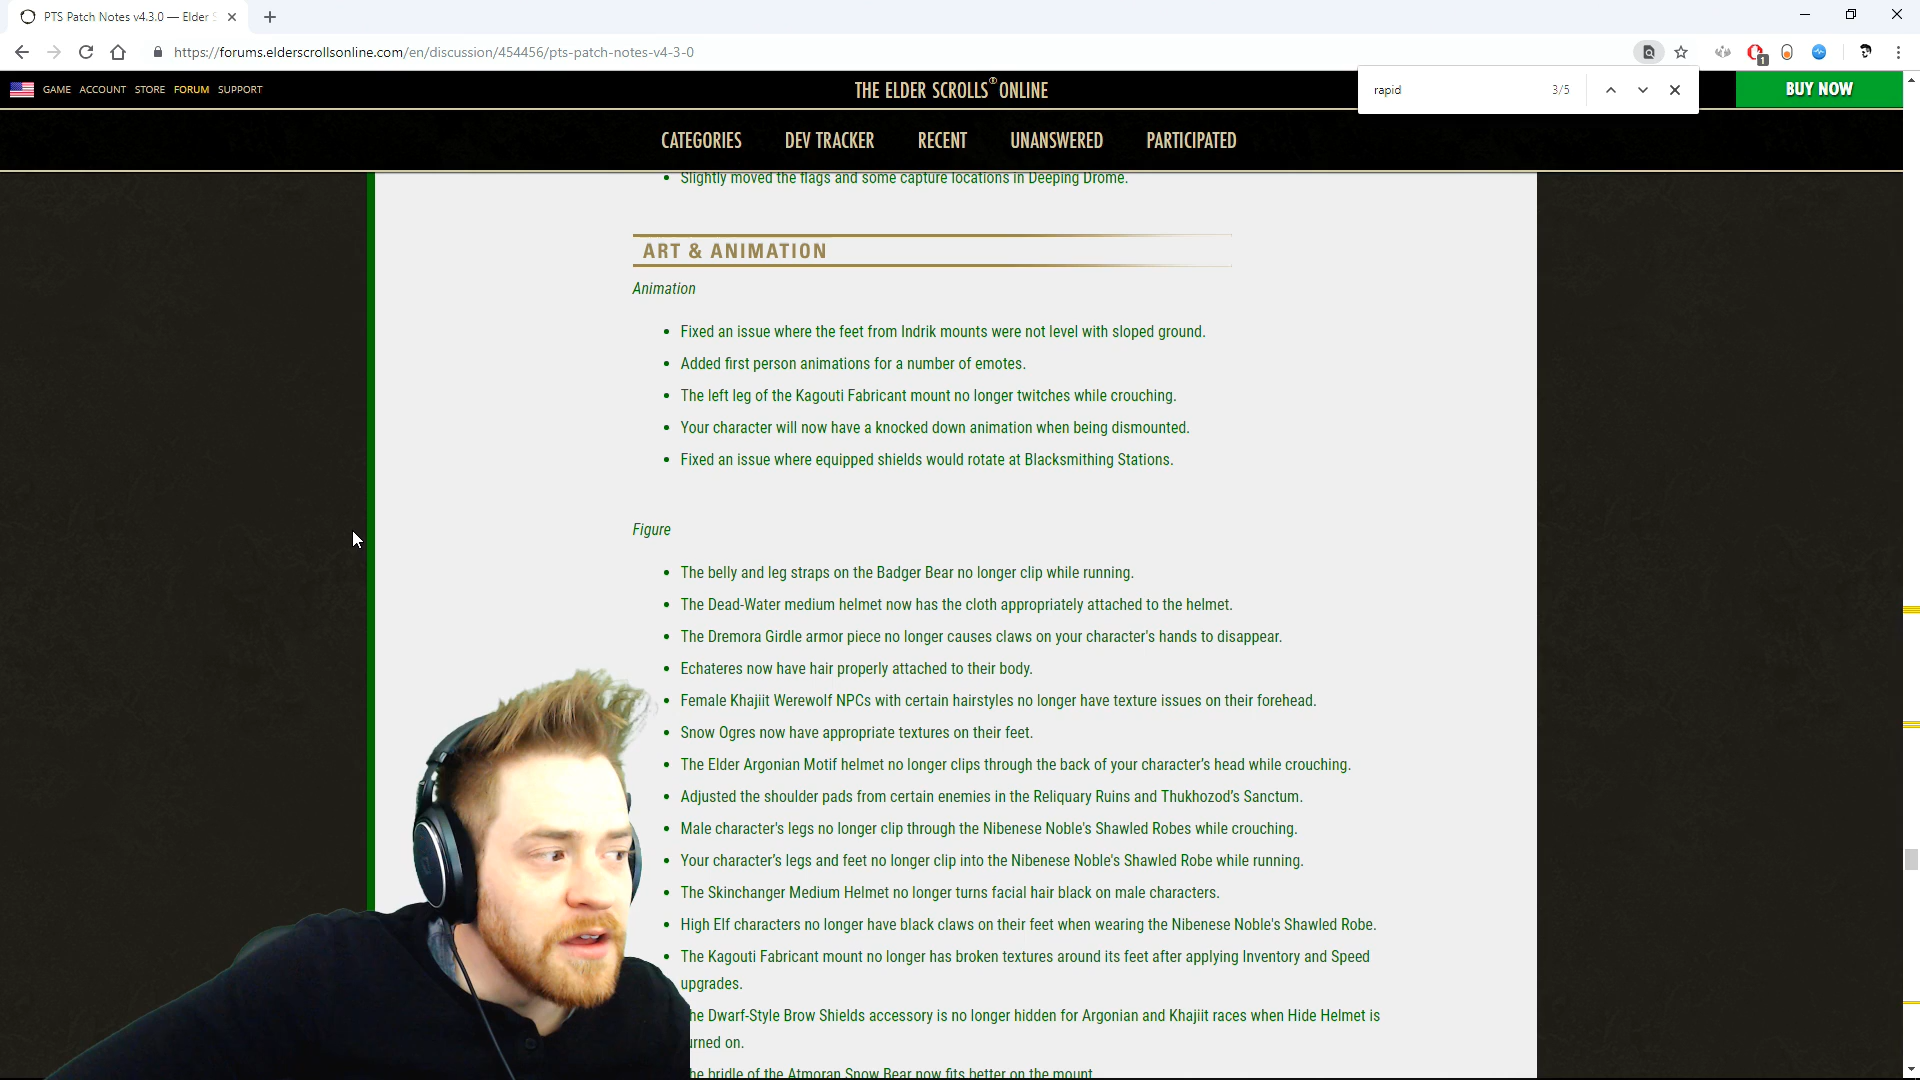 PTS Patch Notes v4.3.0 — Elder S
https://forums.elderscrollsonline.com/en/discussion/454456/pts-patch-notes-v4-3-0
1
GAME ACCOUNT STORE FORUM SUPPORT
THE ELDER SCROLLS® ONLINE
rapid 3/5
BUY NOW
CATEGORIES DEV TRACKER RECENT UNANSWERED PARTICIPATED
• Slightly moved the flags and some capture locations in Deeping Drome.
ART & ANIMATION
Animation
• Fixed an issue where the feet from Indrik mounts were not level with sloped ground.
• Added first person animations for a number of emotes.
• The left leg of the Kagouti Fabricant mount no longer twitches while crouching.
• Your character will now have a knocked down animation when being dismounted.
• Fixed an issue where equipped shields would rotate at Blacksmithing Stations.
Figure
• The belly and leg straps on the Badger Bear no longer clip while running.
• The Dead-Water medium helmet now has the cloth appropriately attached to the helmet.
• The Dremora Girdle armor piece no longer causes claws on your character's hands to disappear.
• Echateres now have hair properly attached to their body.
• Female Khajiit Werewolf NPCs with certain hairstyles no longer have texture issues on their forehead.
• Snow Ogres now have appropriate textures on their feet.
• The Elder Argonian Motif helmet no longer clips through the back of your character's head while crouching.
• Adjusted the shoulder pads from certain enemies in the Reliquary Ruins and Thukhozod's Sanctum.
• Male character's legs no longer clip through the Nibenese Noble's Shawled Robes while crouching.
• Your character's legs and feet no longer clip into the Nibenese Noble's Shawled Robe while running.
• The Skinchanger Medium Helmet no longer turns facial hair black on male characters.
• High Elf characters no longer have black claws on their feet when wearing the Nibenese Noble's Shawled Robe.
• The Kagouti Fabricant mount no longer has broken textures around its feet after applying Inventory and Speed
upgrades.
he Dwarf-Style Brow Shields accessory is no longer hidden for Argonian and Khajiit races when Hide Helmet is
urned on.
he bridle of the Atmoran Snow Bear now fits better on the mount.